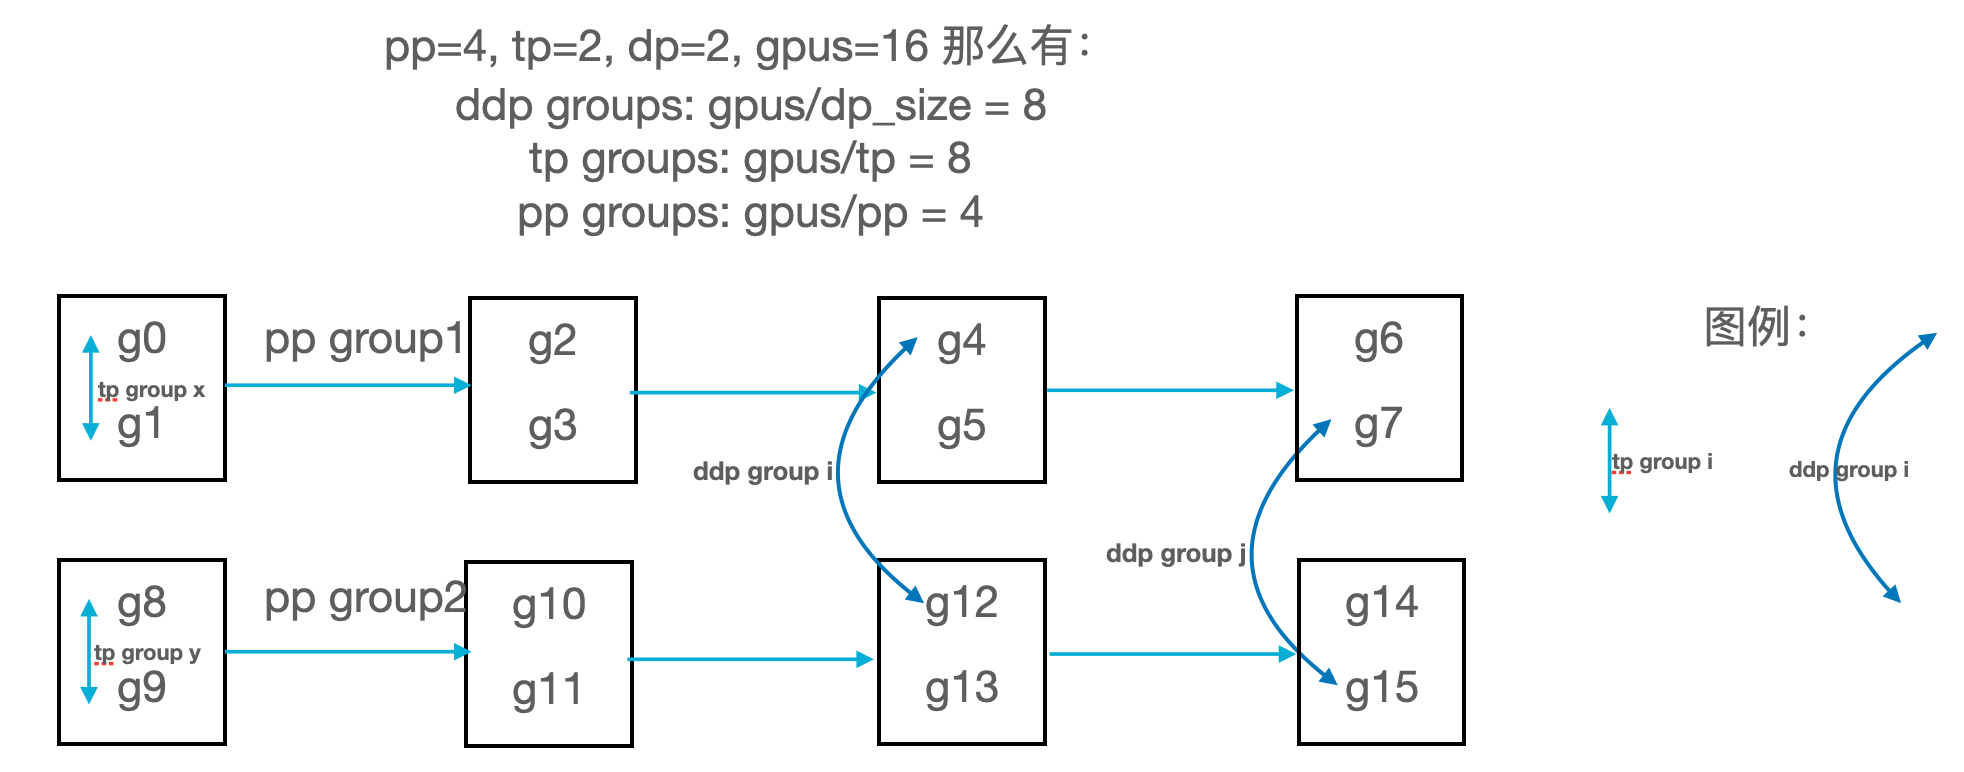 pp=4, tp=2, dp=2, gpus=16 那么有：
ddp groups: gpus/dp_size = 8
tp groups: gpus/tp = 8
pp groups: gpus/pp = 4
g0
tp group x
g1
pp group1
g2
g3
g4
g5
g6
g7
ddp group i
ddp group j
g8
tp group y
g9
pp group2
g10
g11
g12
g13
g14
g15
图例：
tp group i
ddp group i